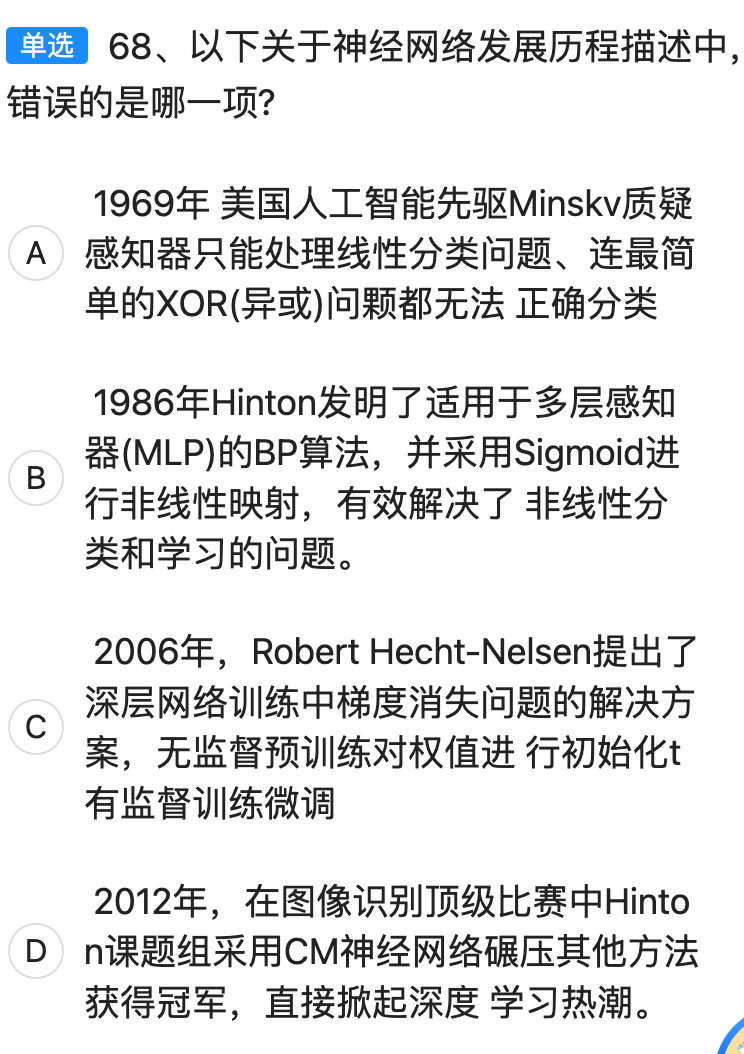 单选 68、以下关于神经网络发展历程描述中,
错误的是哪一项?
1969年 美国人工智能先驱Minskv质疑
A 感知器只能处理线性分类问题、连最简
单的XOR(异或)问颗都无法 正确分类
1986年Hinton发明了适用于多层感知
器(MLP)的BP算法，并采用Sigmoid进
B 行非线性映射，有效解决了 非线性分
类和学习的问题。
2006年，Robert Hecht-Nelsen提出了
深层网络训练中梯度消失问题的解决方
C 案，无监督预训练对权值进 行初始化t
有监督训练微调
2012年，在图像识别顶级比赛中Hinto
D n课题组采用CM神经网络碾压其他方法
获得冠军，直接掀起深度 学习热潮。